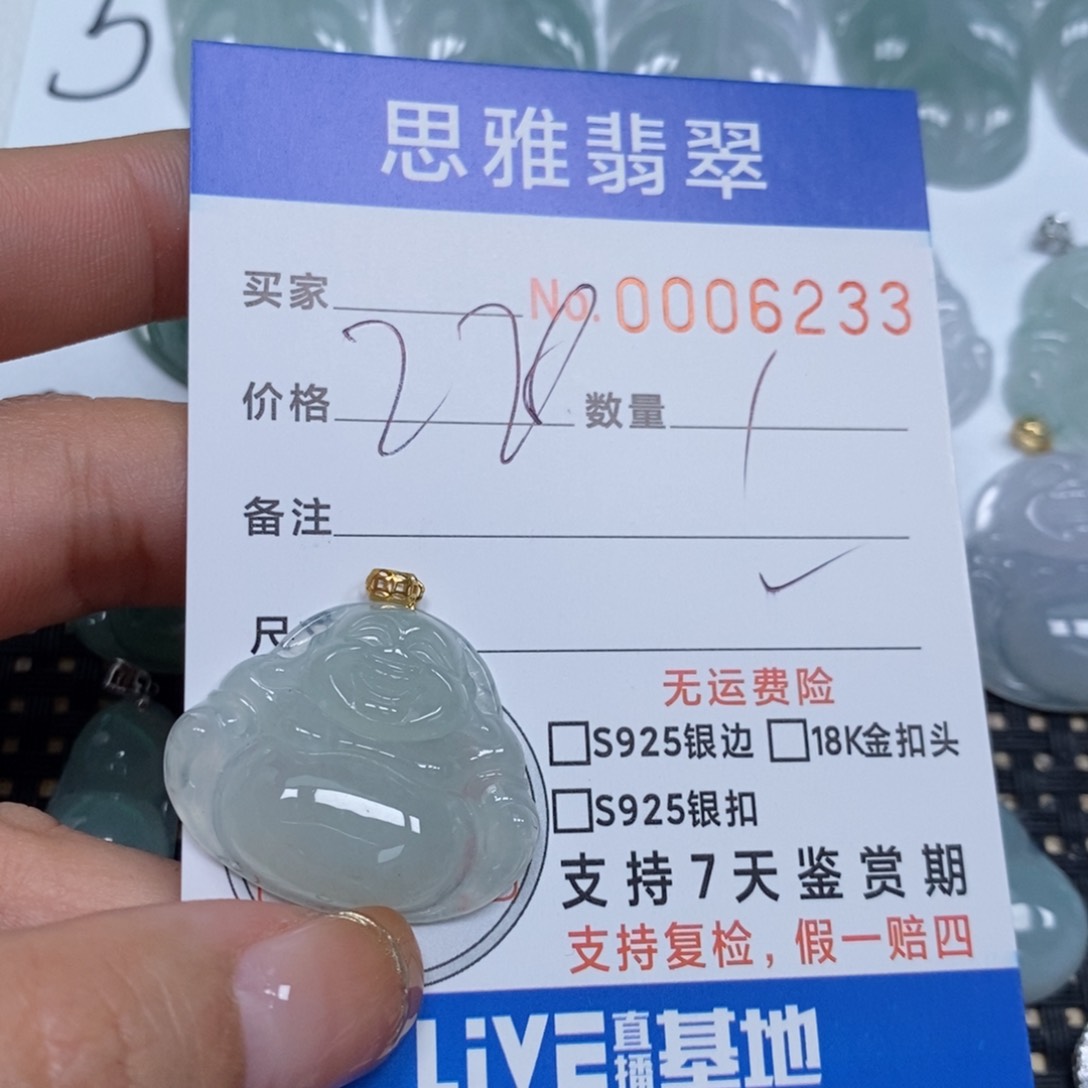 5
思雅翡翠
买家 No.0006233
价格 数量 1
备注
尺
无运费险
□S925银边 □18K金扣头
□S925银扣
支持7天鉴赏期
支持复检，假一赔四
LiVE直播基地